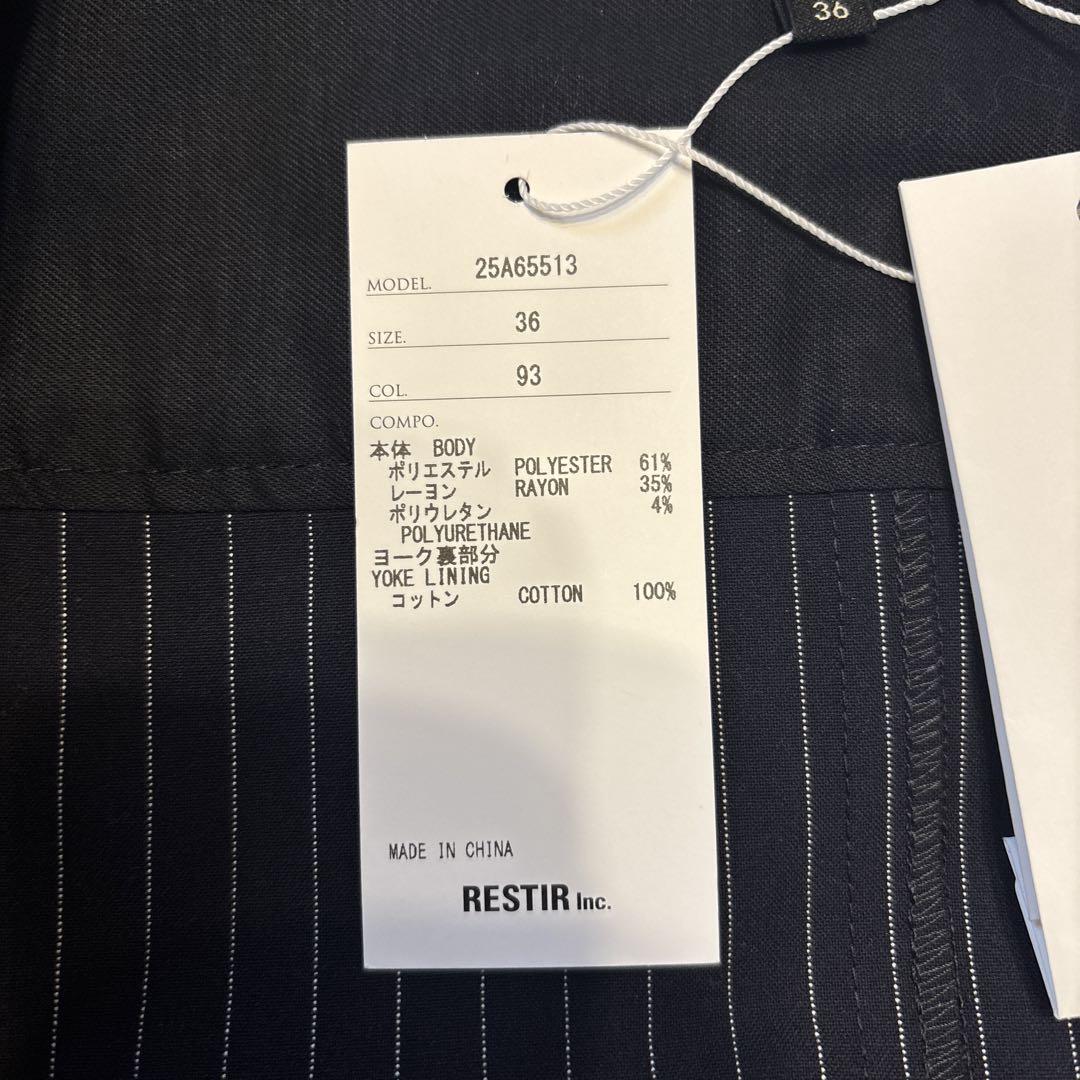 36
25A65513
MODEL.
36
SIZE.
93
COL.
COMPO.
本体 BODY
ポリエステル POLYESTER 61%
レーヨン RAYON 35%
ポリウレタン 4%
POLYURETHANE
ヨーク裏部分
YOKE LINING
コットン COTTON 100%
MADE IN CHINA
RESTIR Inc.